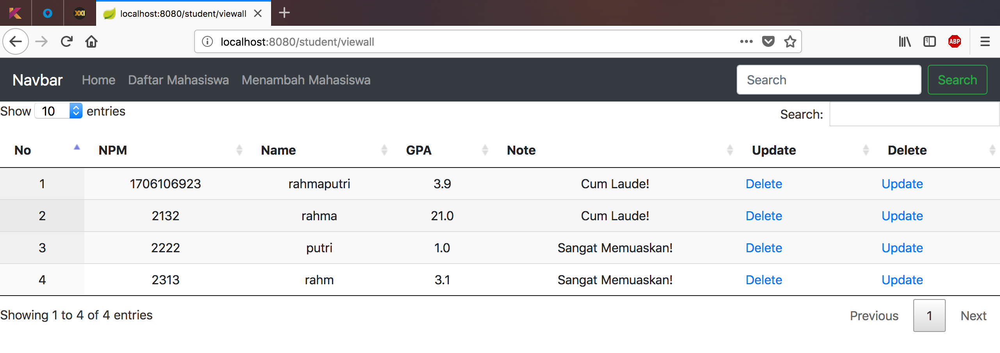 XXI localhost:8080/student/viewall
localhost:8080/student/viewall ABP
Navbar Home Daftar Mahasiswa Menambah Mahasiswa Search Search
Show 10 entries Search:
No NPM Name GPA Note Update Delete
1 1706106923 rahmaputri 3.9 Cum Laude! Delete Update
2 2132 rahma 21.0 Cum Laude! Delete Update
3 2222 putri 1.0 Sangat Memuaskan! Delete Update
4 2313 rahm 3.1 Sangat Memuaskan! Delete Update
Showing 1 to 4 of 4 entries Previous 1 Next